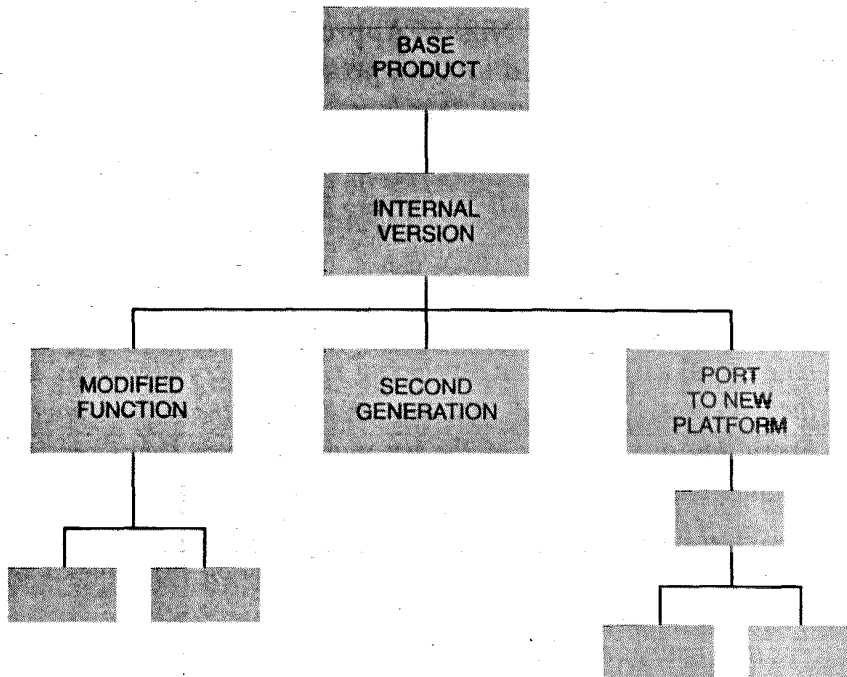 BASE
PRODUCT
INTERNAL
VERSION
MODIFIED
FUNCTION
SECOND
GENERATION
PORT
TO NEW
PLATFORM